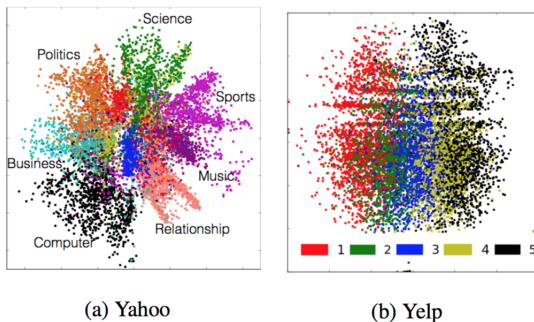 Science
Politics
Sports
Business
Music
Relationship
Computer
1 2 3 4 5
(a) Yahoo
(b) Yelp